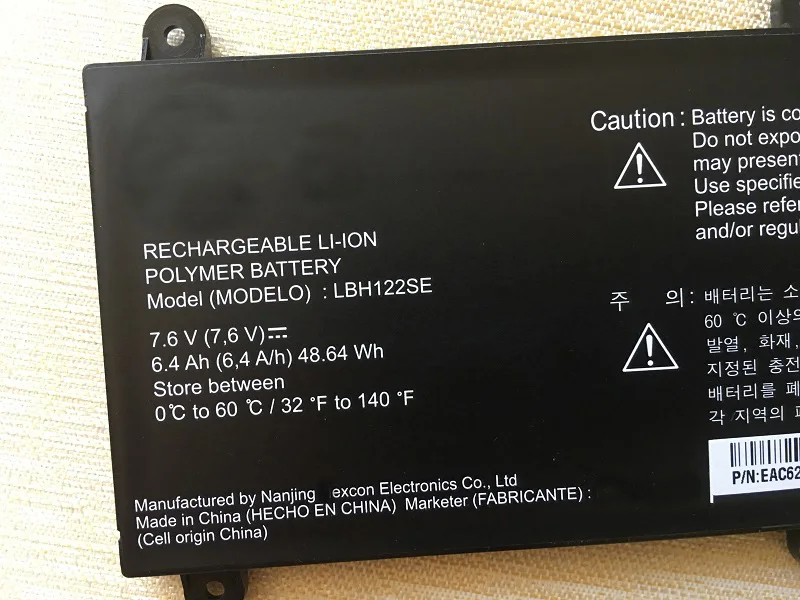 Caution : Battery is co
Do not expo
may presen
Use specifie
Please refer
and/or regu
RECHARGEABLE LI-ION
POLYMER BATTERY
Model (MODELO) : LBH122SE
7.6 V (7,6 V)⎓
6.4 Ah (6,4 A/h) 48.64 Wh
Store between
0℃ to 60 ℃ / 32 °F to 140 °F
주 의: 배터리는 소
60 ℃ 이상의
발열, 화재,
지정된 충전
배터리를 폐
각 지역의
P/N:EAC62
Manufactured by Nanjing excon Electronics Co., Ltd
Made in China (HECHO EN CHINA) Marketer (FABRICANTE) :
(Cell origin China)